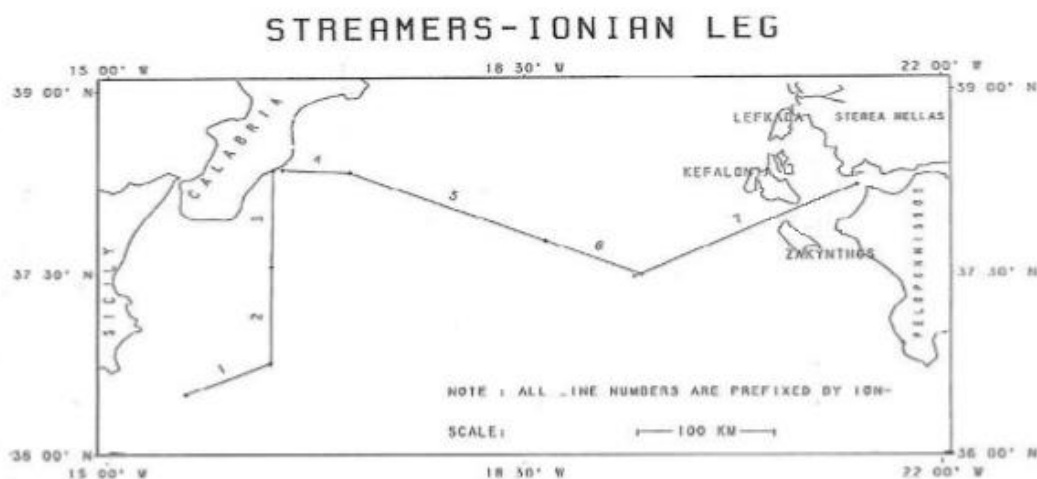 STREAMERS-IONIAN LEG
15 00' W
18 30' W
22 00' W
39 00' N
39 00' N
CALABRIA
LEFKADA
STEREA HELLAS
KEFALONIA
4
5
3
7
6
ZAKYNTHOS
SICILY
PELOPENNISOS
37 30' N
37 30' N
2
1
NOTE : ALL LINE NUMBERS ARE PREFIXED BY ION-
SCALE:
100 KM
36 00' N
36 00' N
15 00' W
18 30' W
22 00' W